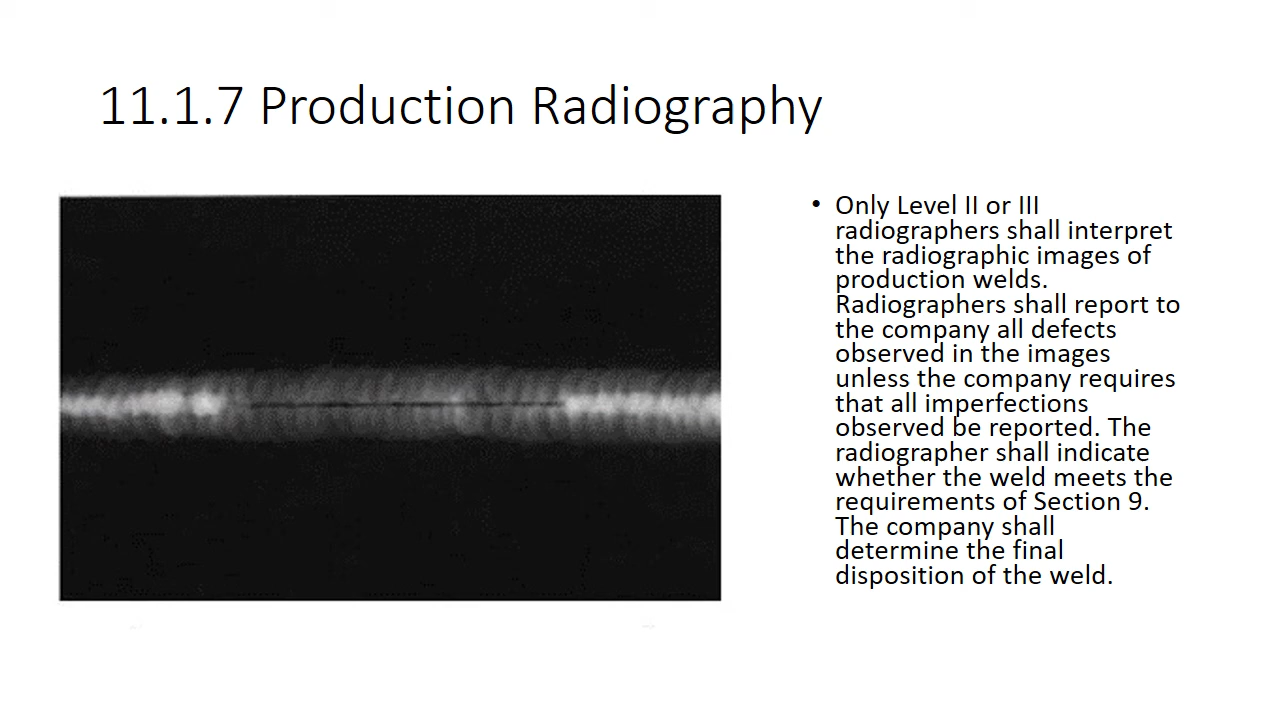 11.1.7 Production Radiography
• Only Level II or III
radiographers shall interpret
the radiographic images of
production welds.
Radiographers shall report to
the company all defects
observed in the images
unless the company requires
that all imperfections
observed be reported. The
radiographer shall indicate
whether the weld meets the
requirements of Section 9.
The company shall
determine the final
disposition of the weld.